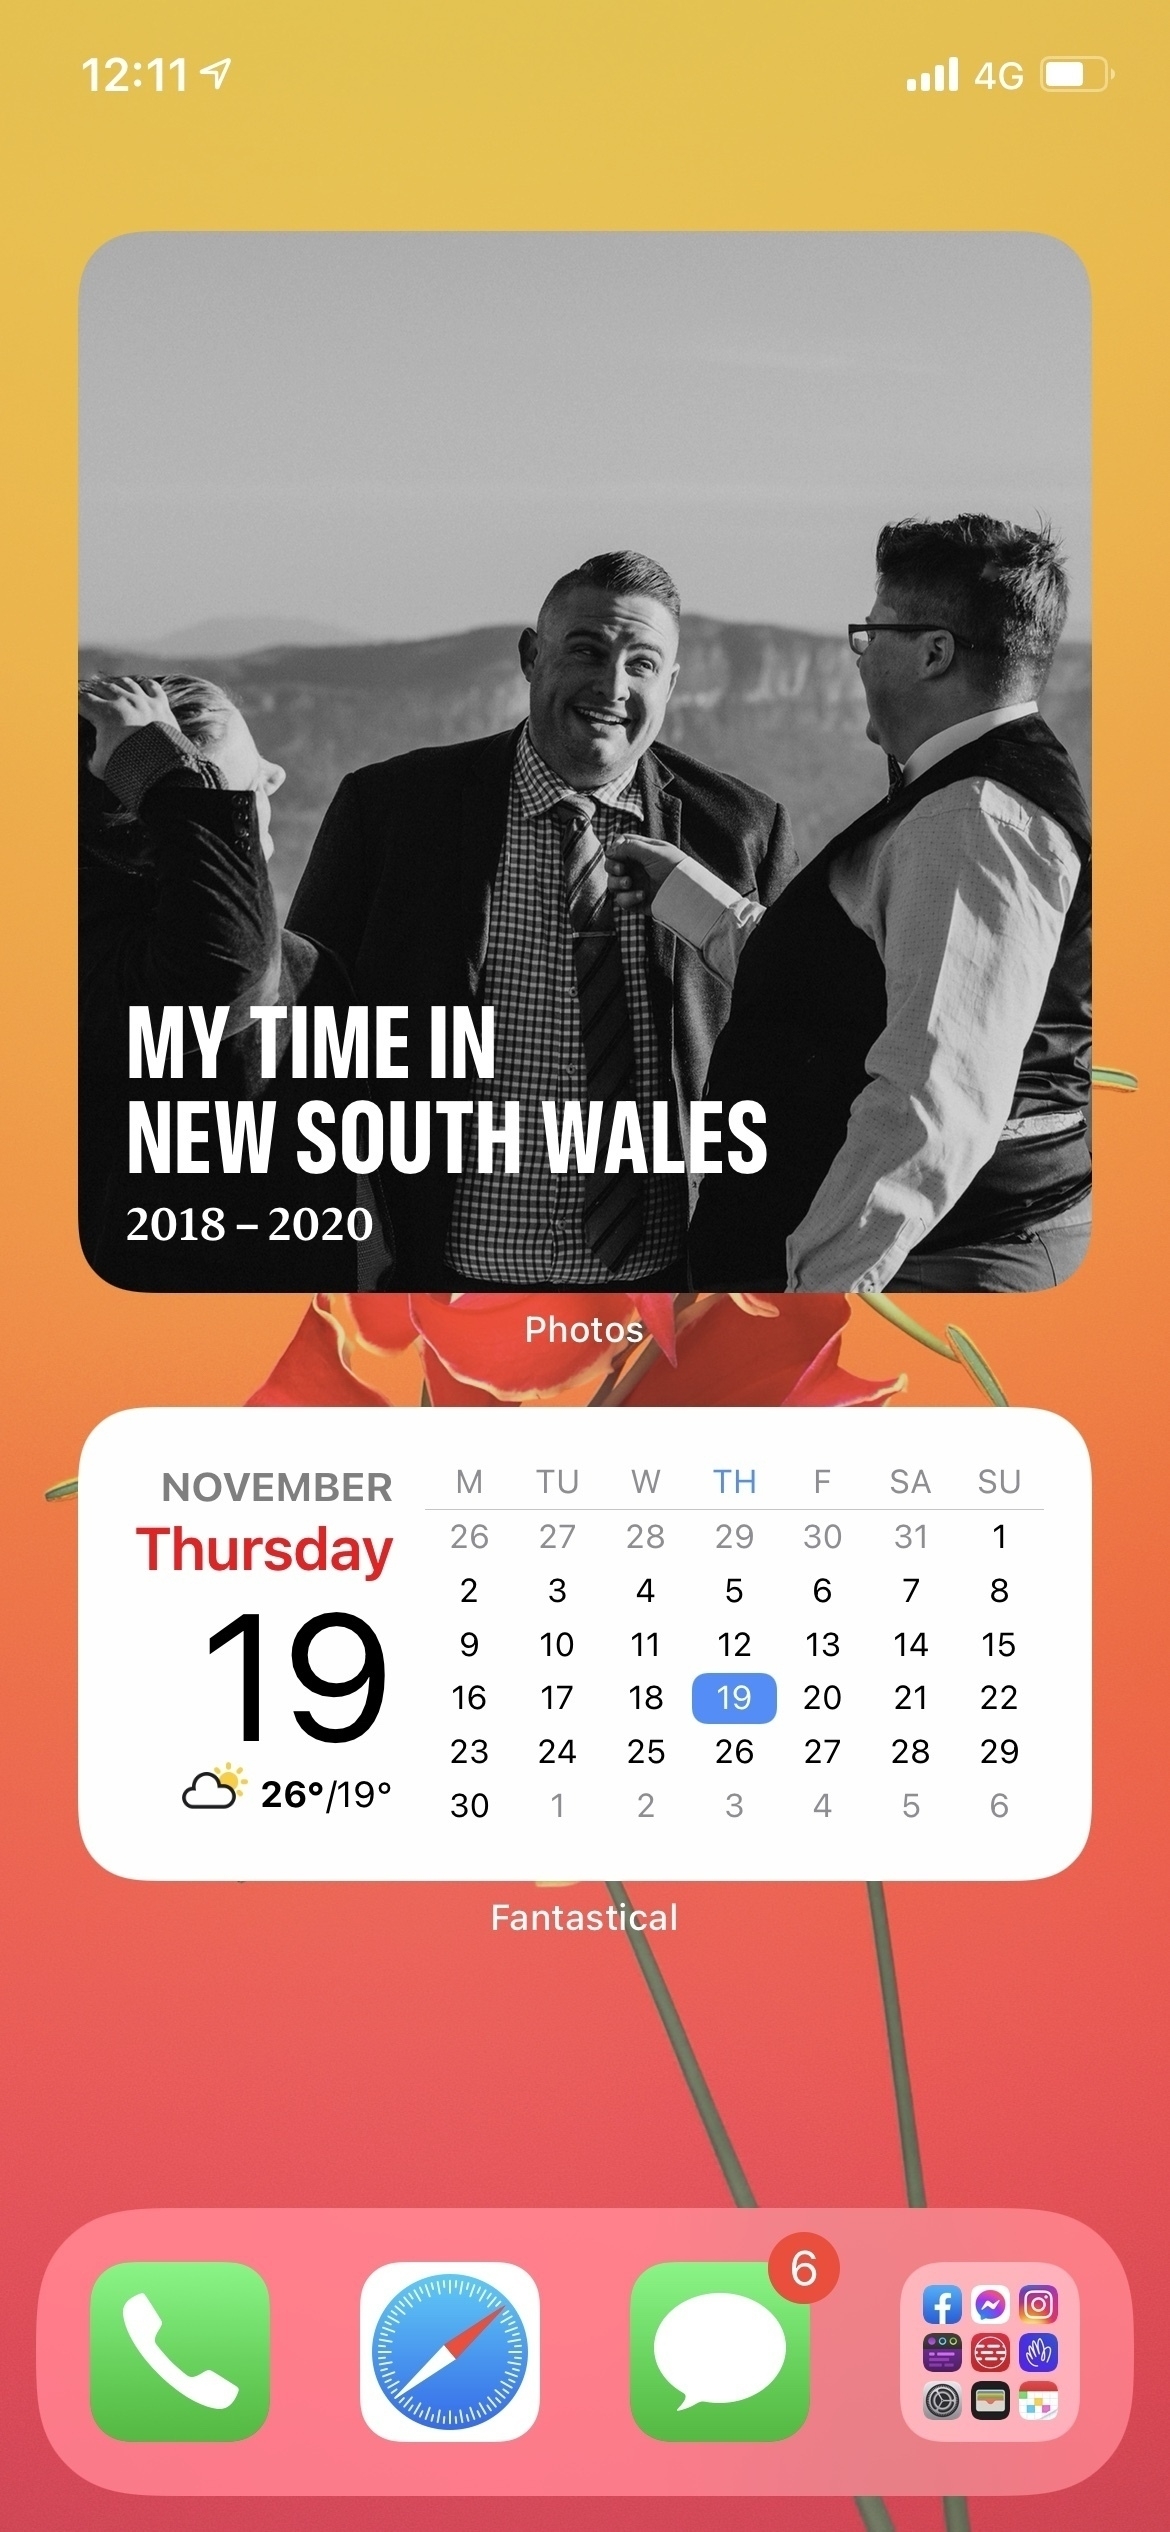 12:11 4G
MY TIME IN
NEW SOUTH WALES
2018 – 2020
Photos
NOVEMBER
Thursday
19
26°/19°
M TU W TH F SA SU
26 27 28 29 30 31 1
2 3 4 5 6 7 8
9 10 11 12 13 14 15
16 17 18 19 20 21 22
23 24 25 26 27 28 29
30 1 2 3 4 5 6
Fantastical
6